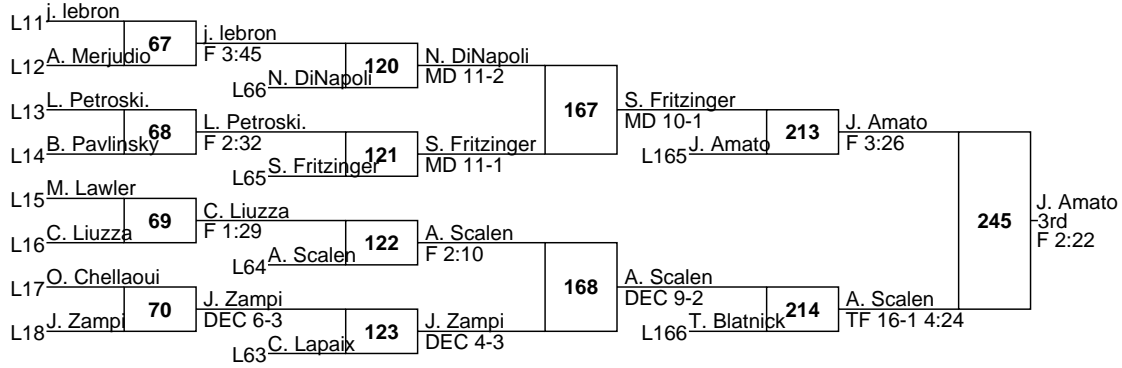 L11 j. lebron
67
L12 A. Merjudio
j. lebron
F 3:45
120
L66 N. DiNapoli
N. DiNapoli
MD 11-2
L13 L. Petroski.
68
L14 B. Pavlinsky
L. Petroski.
F 2:32
121
L65 S. Fritzinger
S. Fritzinger
MD 11-1
167
S. Fritzinger
MD 10-1
213
L165 J. Amato
J. Amato
F 3:26
L15 M. Lawler
69
L16 C. Liuzza
C. Liuzza
F 1:29
122
L64 A. Scalen
A. Scalen
F 2:10
L17 O. Chellaoui
70
L18 J. Zampi
J. Zampi
DEC 6-3
123
L63 C. Lapaix
J. Zampi
DEC 4-3
168
A. Scalen
DEC 9-2
214
L166 T. Blatnick
A. Scalen
TF 16-1 4:24
245
J. Amato
3rd
F 2:22